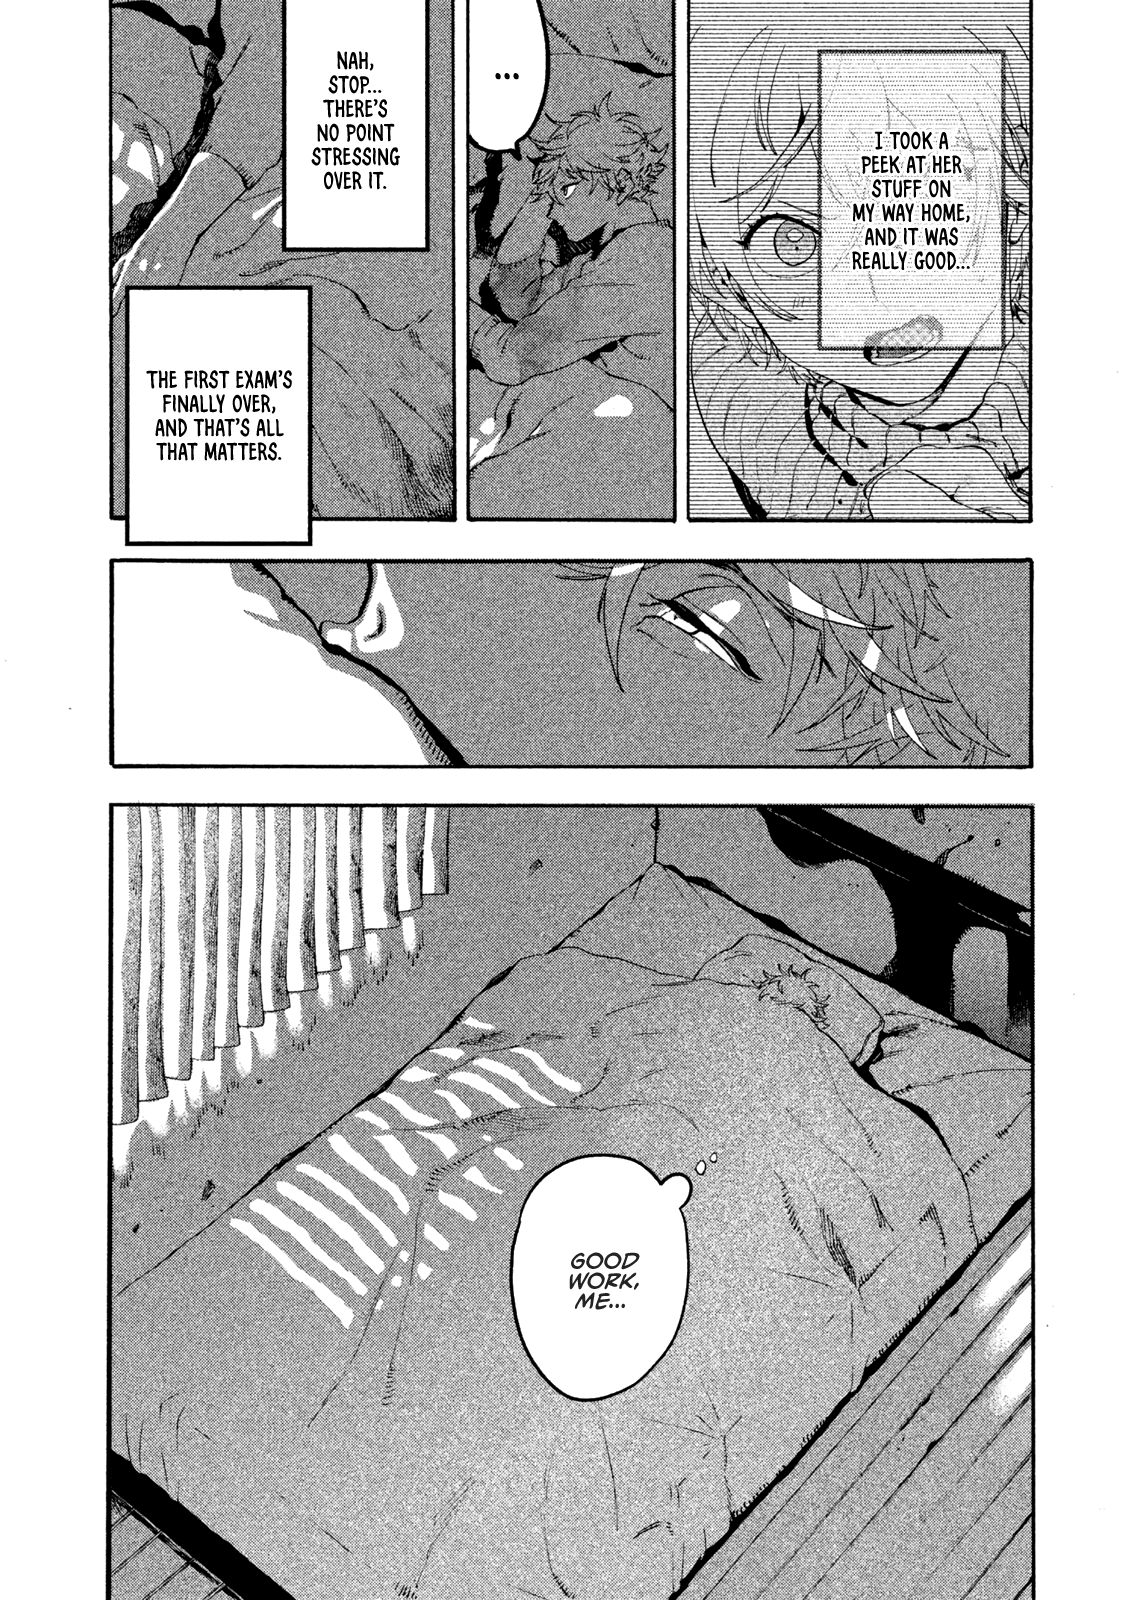 I TOOK A
PEEK AT HER
STUFF ON
MY WAY HOME,
AND IT WAS
REALLY GOOD...
...
NAH,
STOP...
THERE'S
NO POINT
STRESSING
OVER IT.
THE FIRST EXAM'S
FINALLY OVER,
AND THAT'S ALL
THAT MATTERS.
GOOD
WORK,
ME...